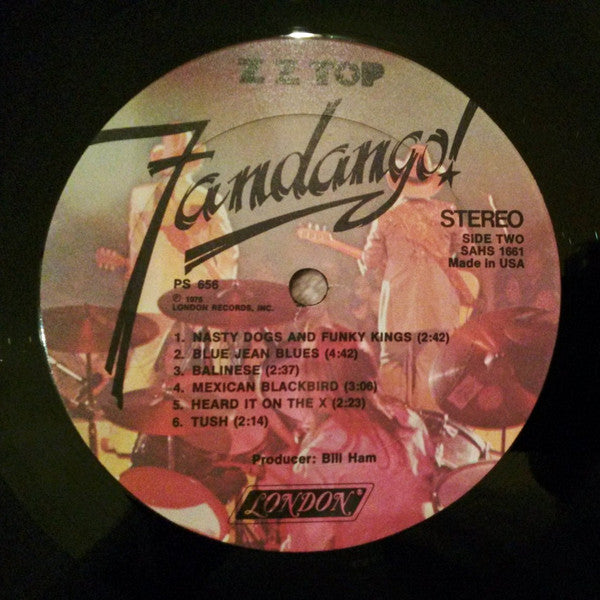 ZZ TOP
Fandango!
STEREO
SIDE TWO
SAHS 1661
Made in USA
PS 656
℗ 1975
LONDON RECORDS, INC.
1. NASTY DOGS AND FUNKY KINGS (2:42)
2. BLUE JEAN BLUES (4:42)
3. BALINESE (2:37)
4. MEXICAN BLACKBIRD (3:06)
5. HEARD IT ON THE X (2:23)
6. TUSH (2:14)
Producer: Bill Ham
LONDON®